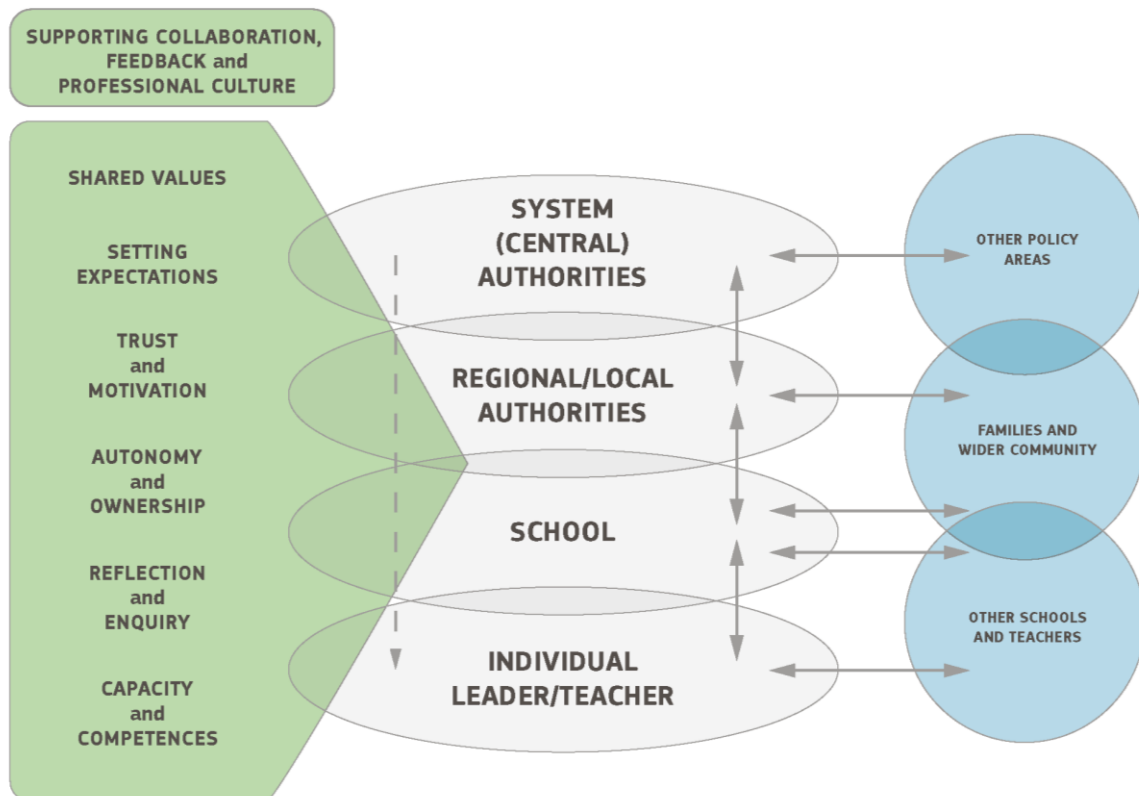 SUPPORTING COLLABORATION,
FEEDBACK and
PROFESSIONAL CULTURE
SHARED VALUES
SETTING
EXPECTATIONS
TRUST
and
MOTIVATION
AUTONOMY
and
OWNERSHIP
REFLECTION
and
ENQUIRY
CAPACITY
and
COMPETENCES
SYSTEM
(CENTRAL)
AUTHORITIES
REGIONAL/LOCAL
AUTHORITIES
SCHOOL
INDIVIDUAL
LEADER/TEACHER
OTHER POLICY
AREAS
FAMILIES AND
WIDER COMMUNITY
OTHER SCHOOLS
AND TEACHERS